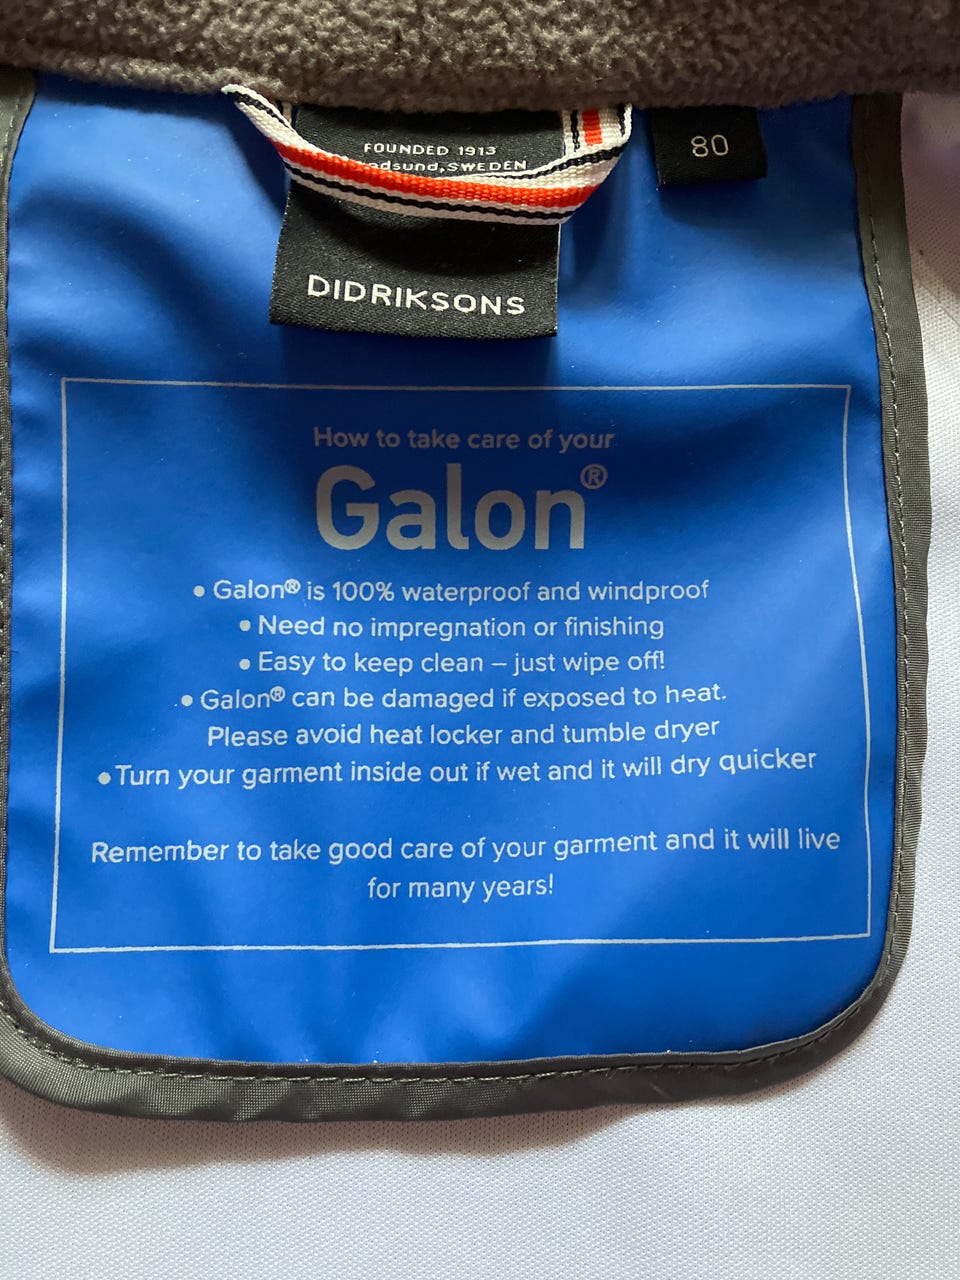 FOUNDED 1913
SWEDEN
80
DIDRIKSONS
How to take care of your
Galon®
• Galon® is 100% waterproof and windproof
• Need no impregnation or finishing
• Easy to keep clean – just wipe off!
• Galon® can be damaged if exposed to heat.
Please avoid heat locker and tumble dryer
• Turn your garment inside out if wet and it will dry quicker
Remember to take good care of your garment and it will live
for many years!